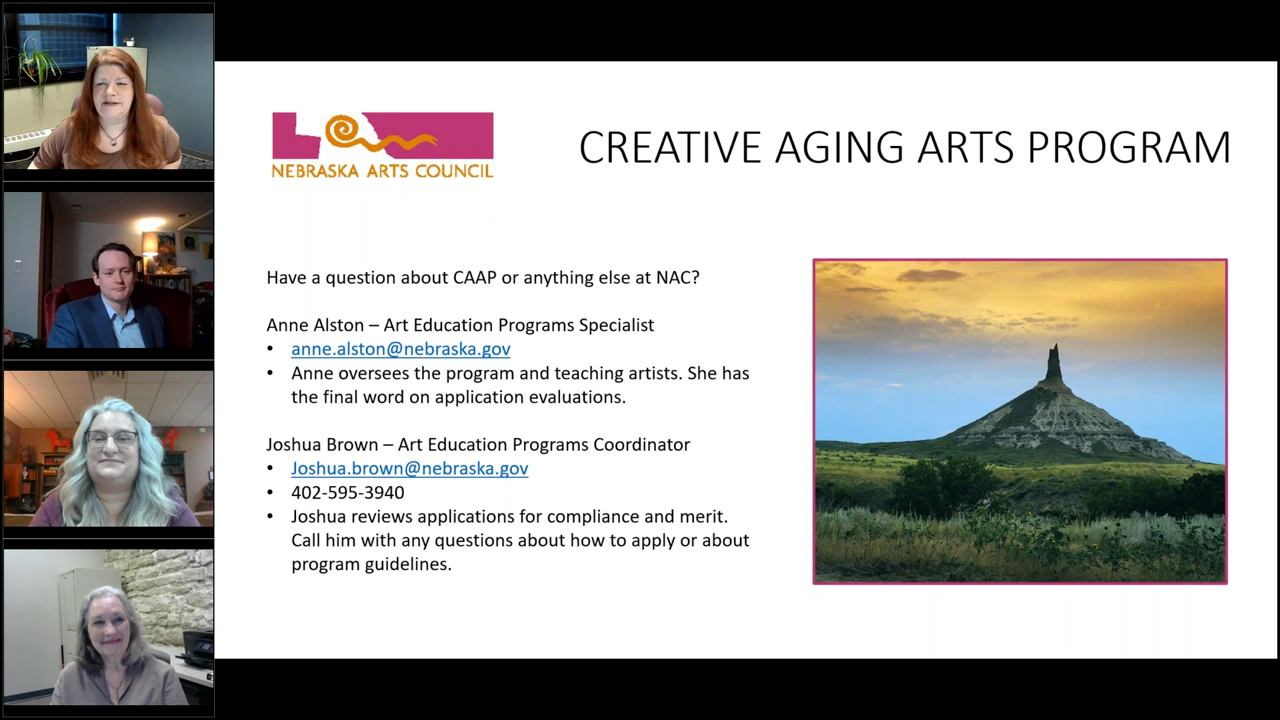 NEBRASKA ARTS COUNCIL
CREATIVE AGING ARTS PROGRAM
Have a question about CAAP or anything else at NAC?
Anne Alston – Art Education Programs Specialist
• anne.alston@nebraska.gov
• Anne oversees the program and teaching artists. She has
the final word on application evaluations.
Joshua Brown – Art Education Programs Coordinator
• Joshua.brown@nebraska.gov
• 402-595-3940
• Joshua reviews applications for compliance and merit.
Call him with any questions about how to apply or about
program guidelines.